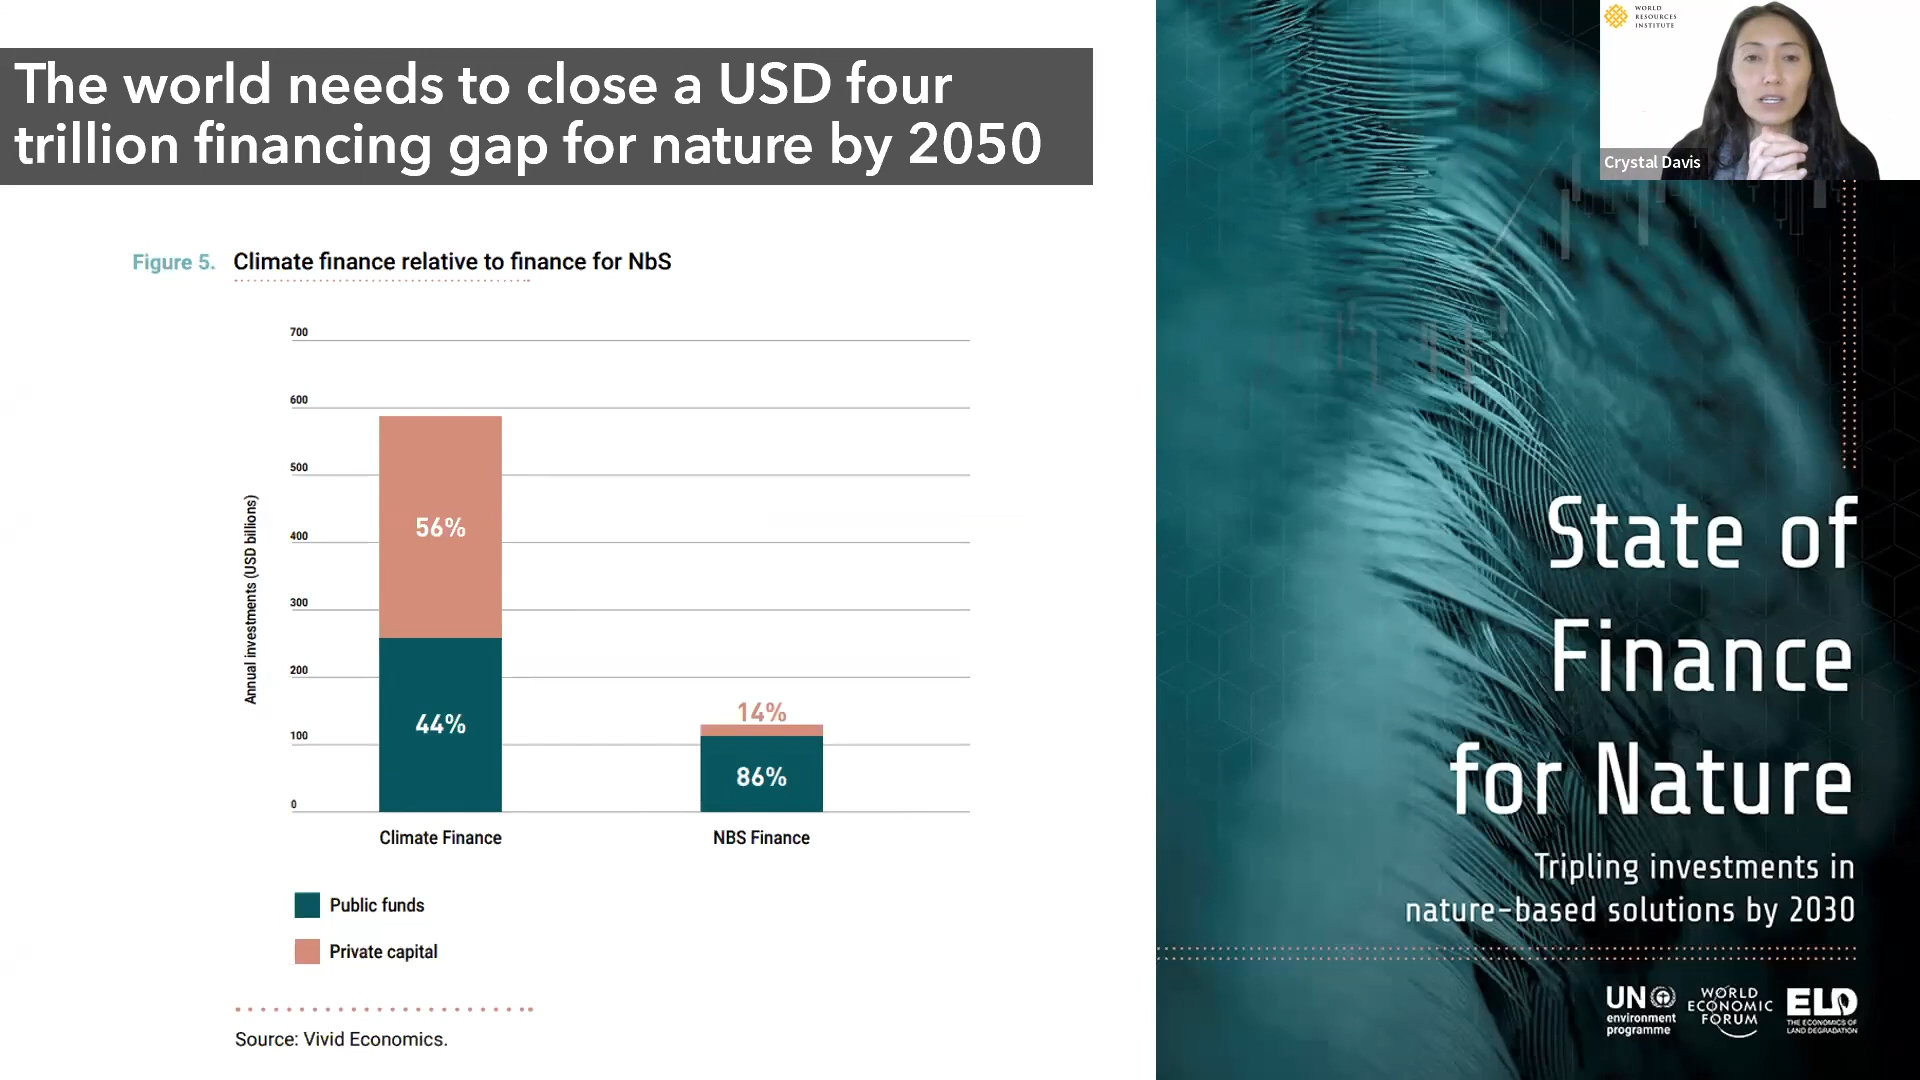 The world needs to close a USD four
trillion financing gap for nature by 2050
Figure 5. Climate finance relative to finance for NbS
Annual investments (USD billions)
700
600
500
400
300
200
100
0
56%
44%
14%
86%
Climate Finance
NBS Finance
Public funds
Private capital
Source: Vivid Economics.
WORLD
RESOURCES
INSTITUTE
Crystal Davis
State of
Finance
for Nature
Tripling investments in
nature-based solutions by 2030
UN
environment
programme
WORLD
ECONOMIC
FORUM
ELD
THE ECONOMICS OF
LAND DEGRADATION